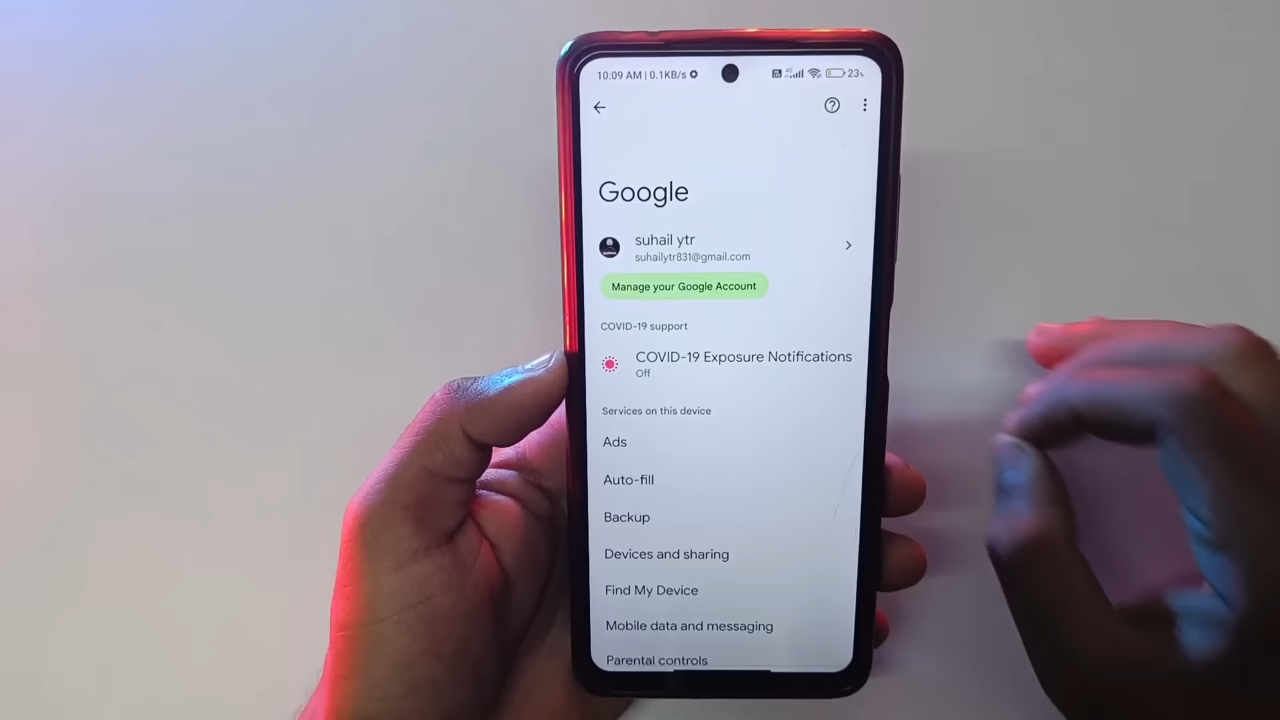 10:09 AM | 0.1KB/s
4G
23%
Google
suhail ytr
suhailytr831@gmail.com
Manage your Google Account
COVID-19 support
COVID-19 Exposure Notifications
Off
Services on this device
Ads
Auto-fill
Backup
Devices and sharing
Find My Device
Mobile data and messaging
Parental controls